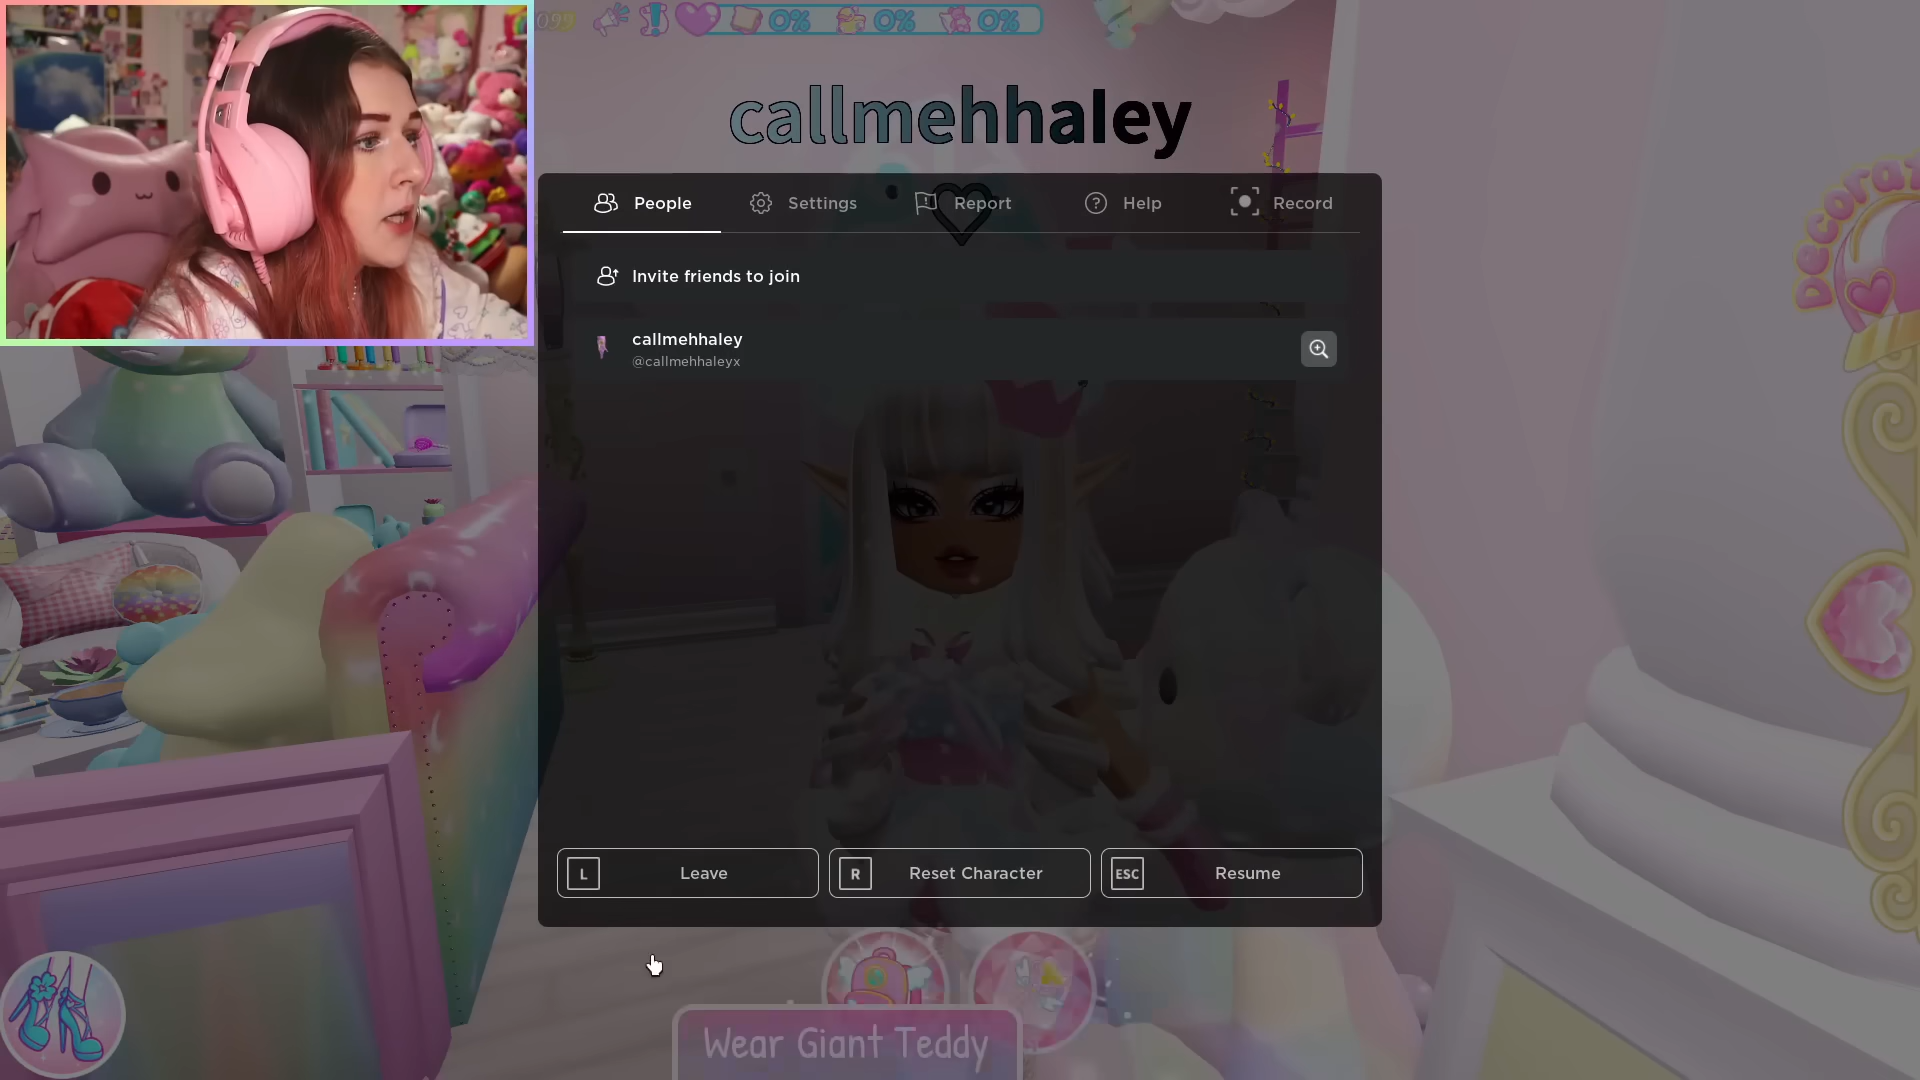 099
0%
0%
0%
callmehhaley
People
Settings
Report
Help
Record
Invite friends to join
callmehhaley
@callmehhaleyx
L
Leave
R
Reset Character
ESC
Resume
Wear Giant Teddy